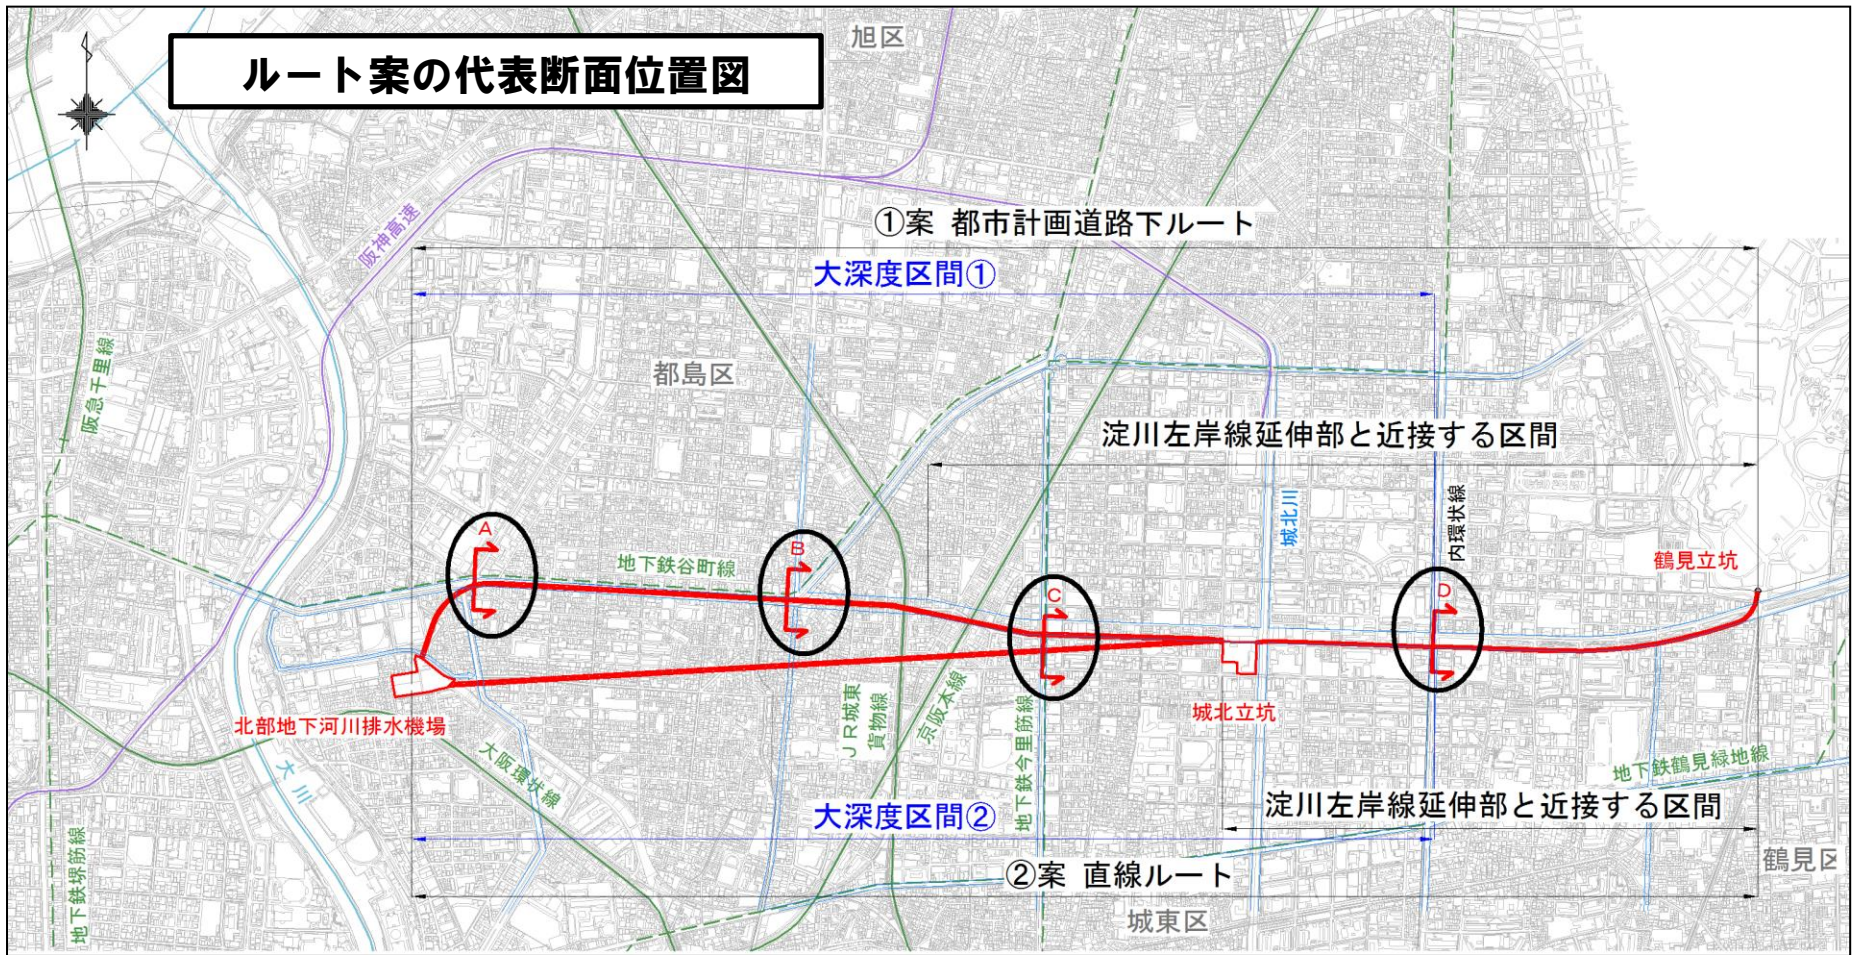 ルート案の代表断面位置図
旭区
①案 都市計画道路下ルート
阪神高速
大深度区間①
阪急千里線
都島区
淀川左岸線延伸部と近接する区間
城北川
内環状線
A
B
地下鉄谷町線
鶴見立坑
C
D
北部地下河川排水機場
JR城東
貨物線
京阪本線
地下鉄今里筋線
城北立坑
大川
大阪環状線
地下鉄鶴見緑地線
大深度区間②
淀川左岸線延伸部と近接する区間
地下鉄堺筋線
②案 直線ルート
鶴見区
城東区